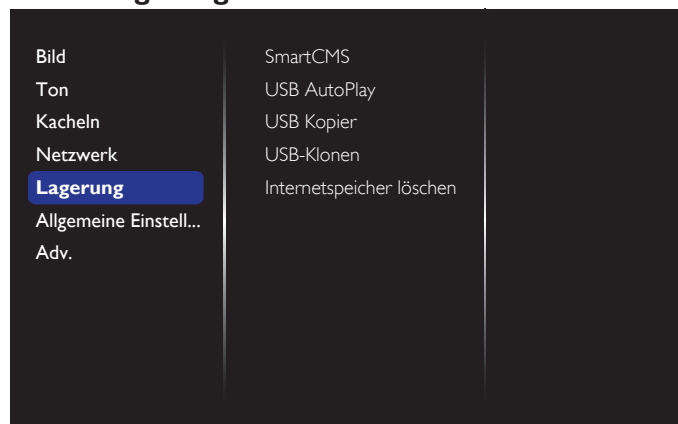 Bild
Ton
Kacheln
Netzwerk
Lagerung
Allgemeine Einstell...
Adv.
SmartCMS
USB AutoPlay
USB Kopier
USB-Klonen
Internetspeicher löschen